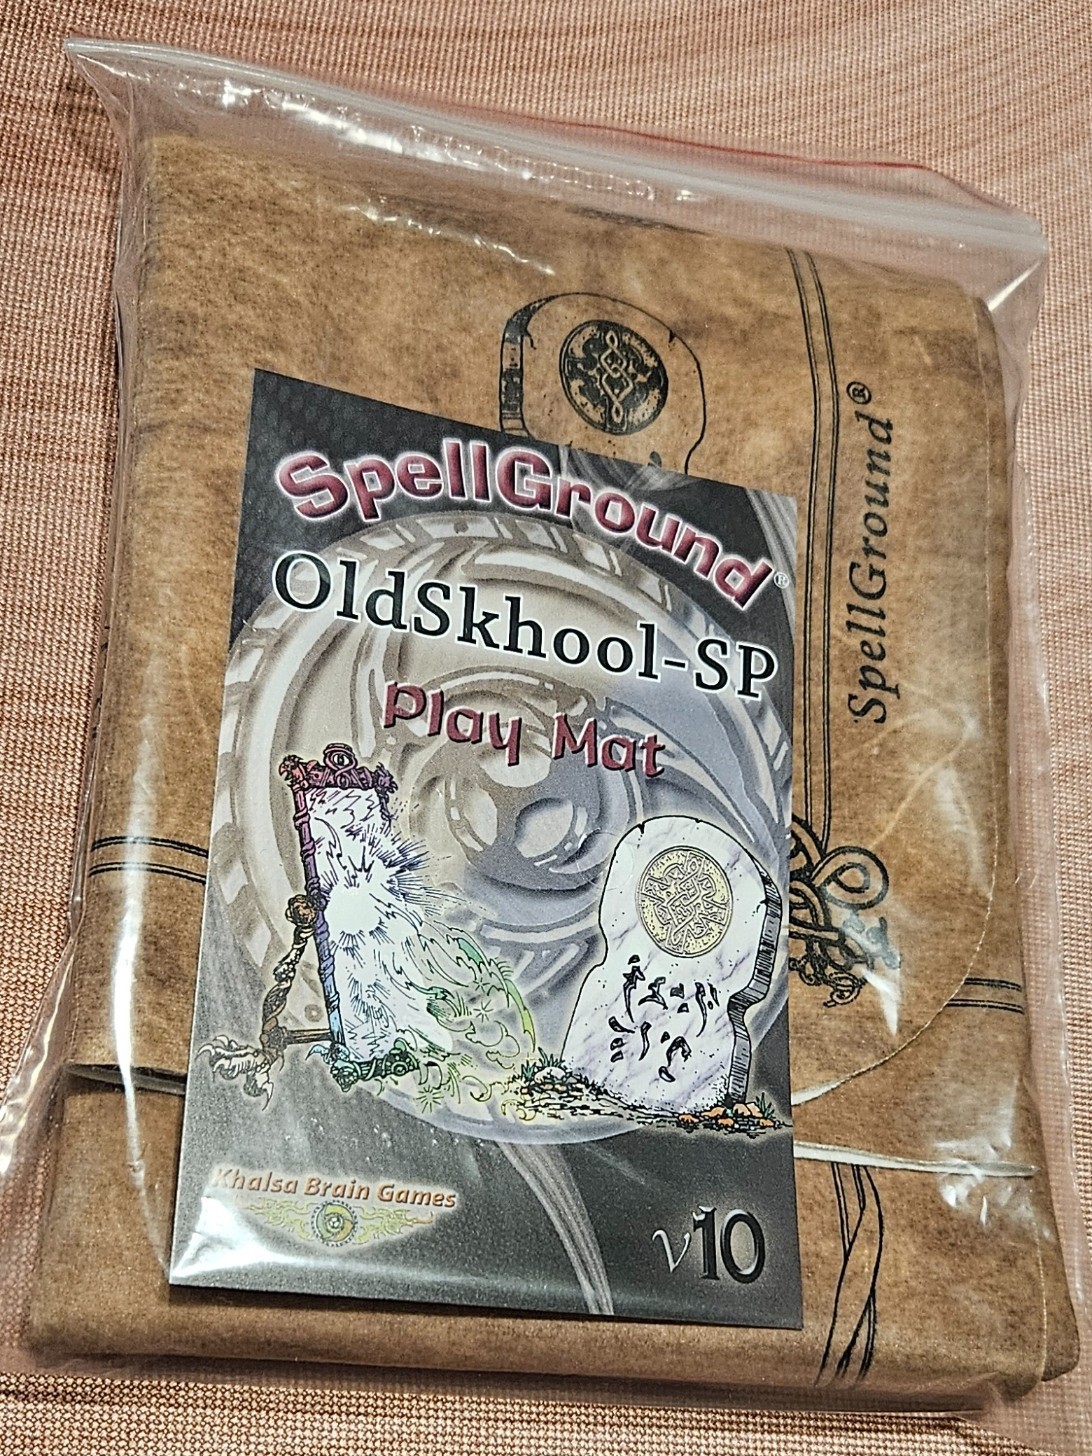 SpellGround®
OldSkhool-SP
Play Mat
Khalsa Brain Games
v10
SpellGround®